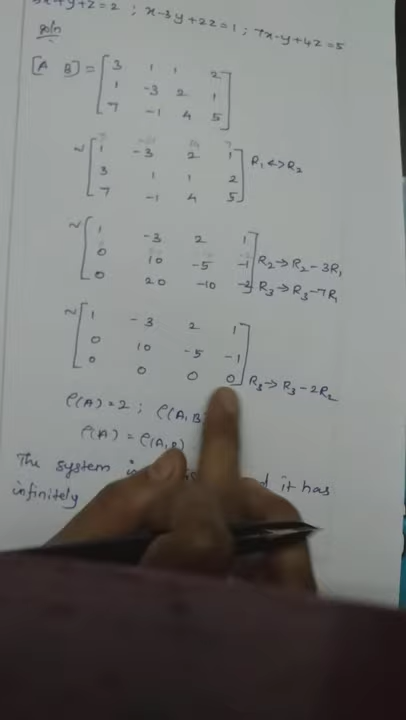 3x+y+z=2 ; x-3y+2z=1 ; 7x-y+4z=5
soln
[A B] = [3 1 1 2
1 -3 2 1
7 -1 4 5]
~ [1 -3 2 1
3 1 1 2
7 -1 4 5] R1 <-> R2
~ [1 -3 2 1
0 10 -5 -1
0 20 -10 -2] R2 → R2 - 3R1
R3 → R3 - 7R1
~ [1 -3 2 1
0 10 -5 -1
0 0 0 0] R3 → R3 - 2R2
ρ(A) = 2 ; ρ(A,B)
ρ(A) = ρ(A,B)
The system it has
infinitely